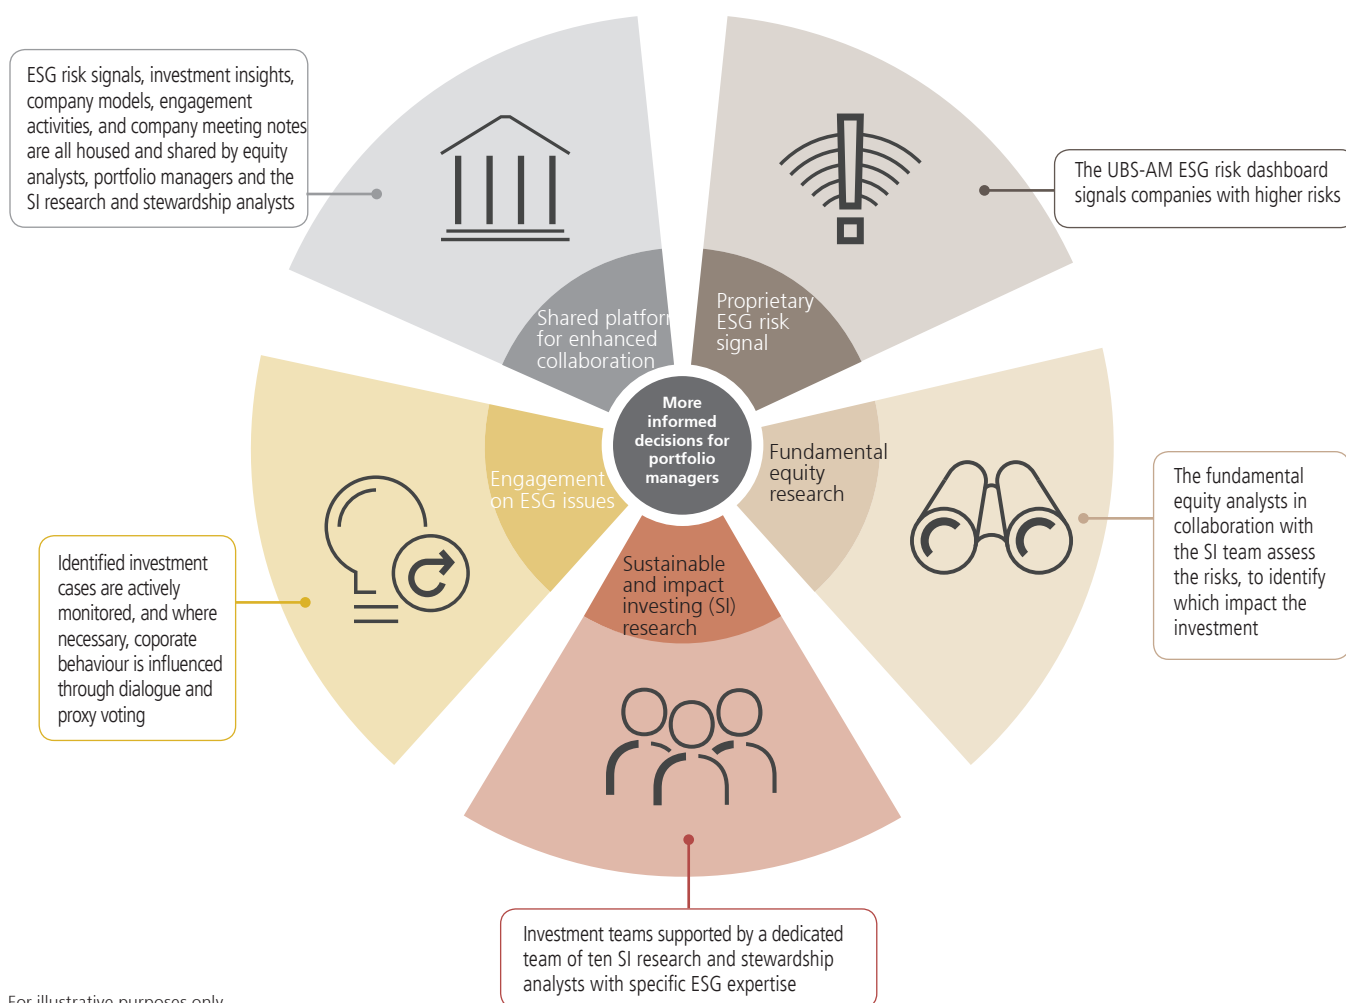 ESG risk signals, investment insights,
company models, engagement
activities, and company meeting notes
are all housed and shared by equity
analysts, portfolio managers and the
SI research and stewardship analysts
The UBS-AM ESG risk dashboard
signals companies with higher risks
Shared platform
for enhanced
collaboration
Proprietary
ESG risk
signal
More
informed
decisions for
portfolio
managers
Engagement
on ESG issues
Fundamental
equity
research
Sustainable
and impact
investing (SI)
research
The fundamental
equity analysts in
collaboration with
the SI team assess
the risks, to identify
which impact the
investment
Identified investment
cases are actively
monitored, and where
necessary, coporate
behaviour is influenced
through dialogue and
proxy voting
Investment teams supported by a dedicated
team of ten SI research and stewardship
analysts with specific ESG expertise
For illustrative purposes only